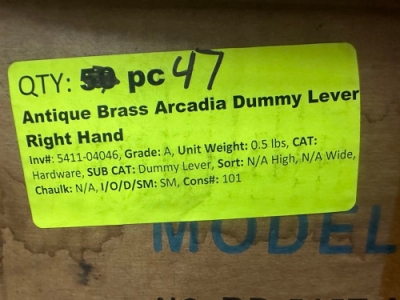 QTY: 50 pc 47
Antique Brass Arcadia Dummy Lever
Right Hand
Inv#: 5411-04046, Grade: A, Unit Weight: 0.5 lbs, CAT:
Hardware, SUB CAT: Dummy Lever, Sort: N/A High, N/A Wide,
Chaulk: N/A, I/O/D/SM: SM, Cons#: 101
MODEL